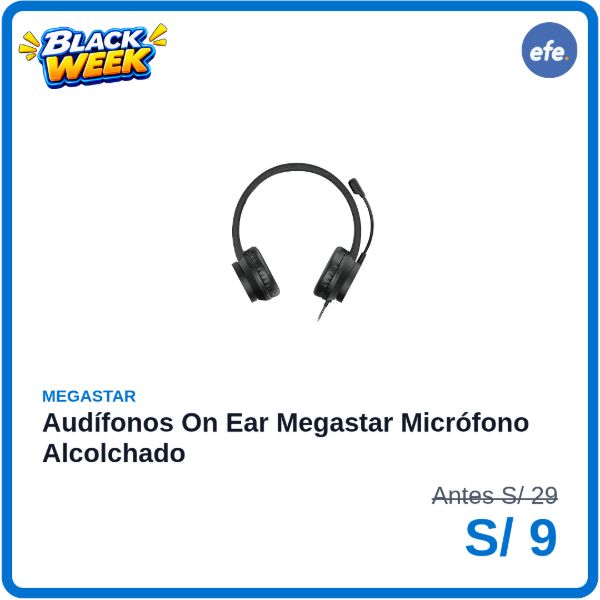 BLACK
WEEK
efe.
MEGASTAR
Audífonos On Ear Megastar Micrófono
Alcolchado
Antes S/ 29
S/ 9